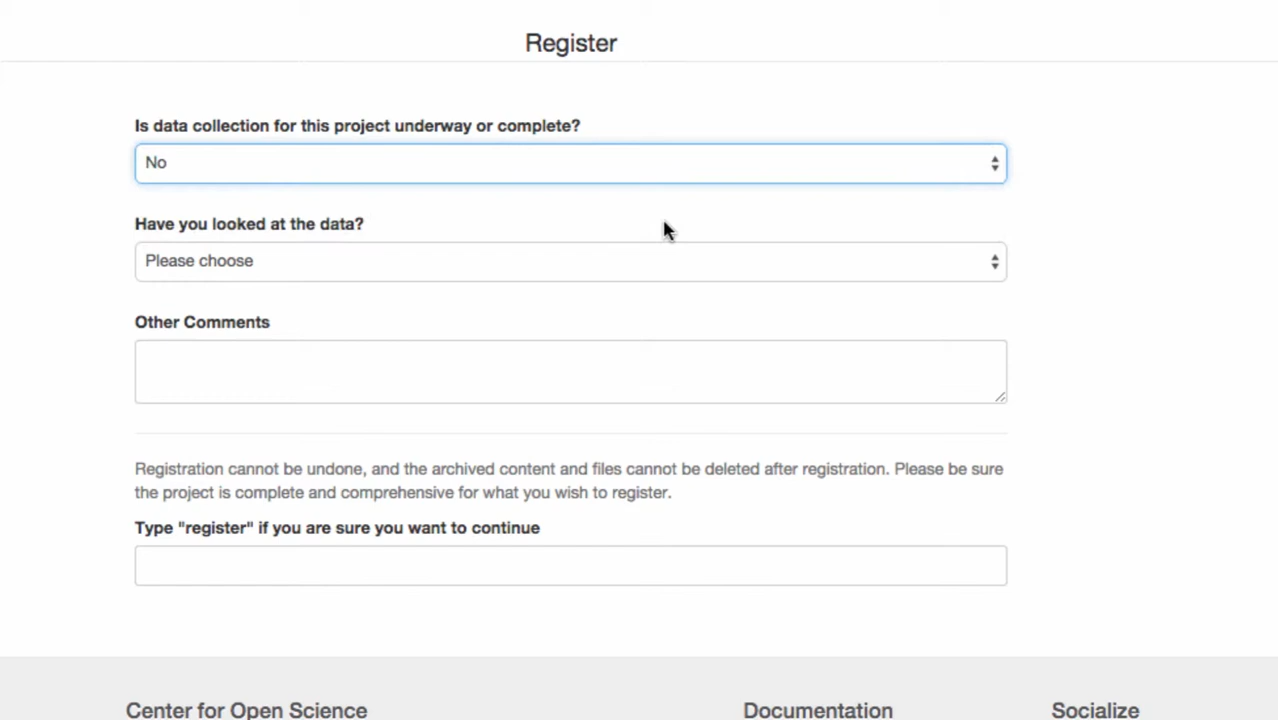 Register
Is data collection for this project underway or complete?
No
Have you looked at the data?
Please choose
Other Comments
Registration cannot be undone, and the archived content and files cannot be deleted after registration. Please be sure
the project is complete and comprehensive for what you wish to register.
Type "register" if you are sure you want to continue
Center for Open Science
Documentation
Socialize